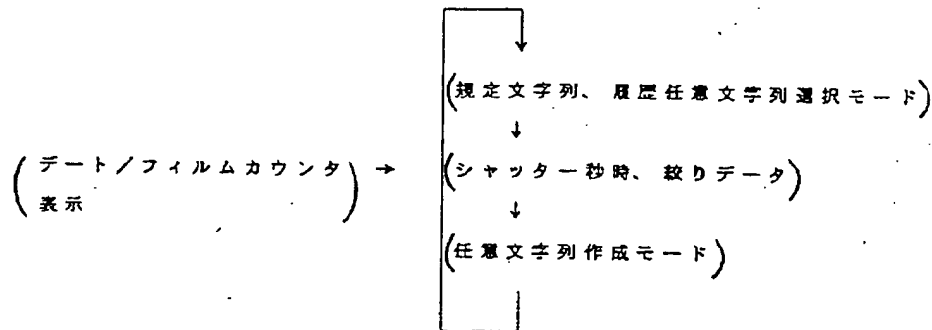 (規定文字列、履歴任意文字列選択モード)
↓
(デート/フィルムカウンタ
表示) → (シャッター秒時、絞りデータ)
↓
(任意文字列作成モード)